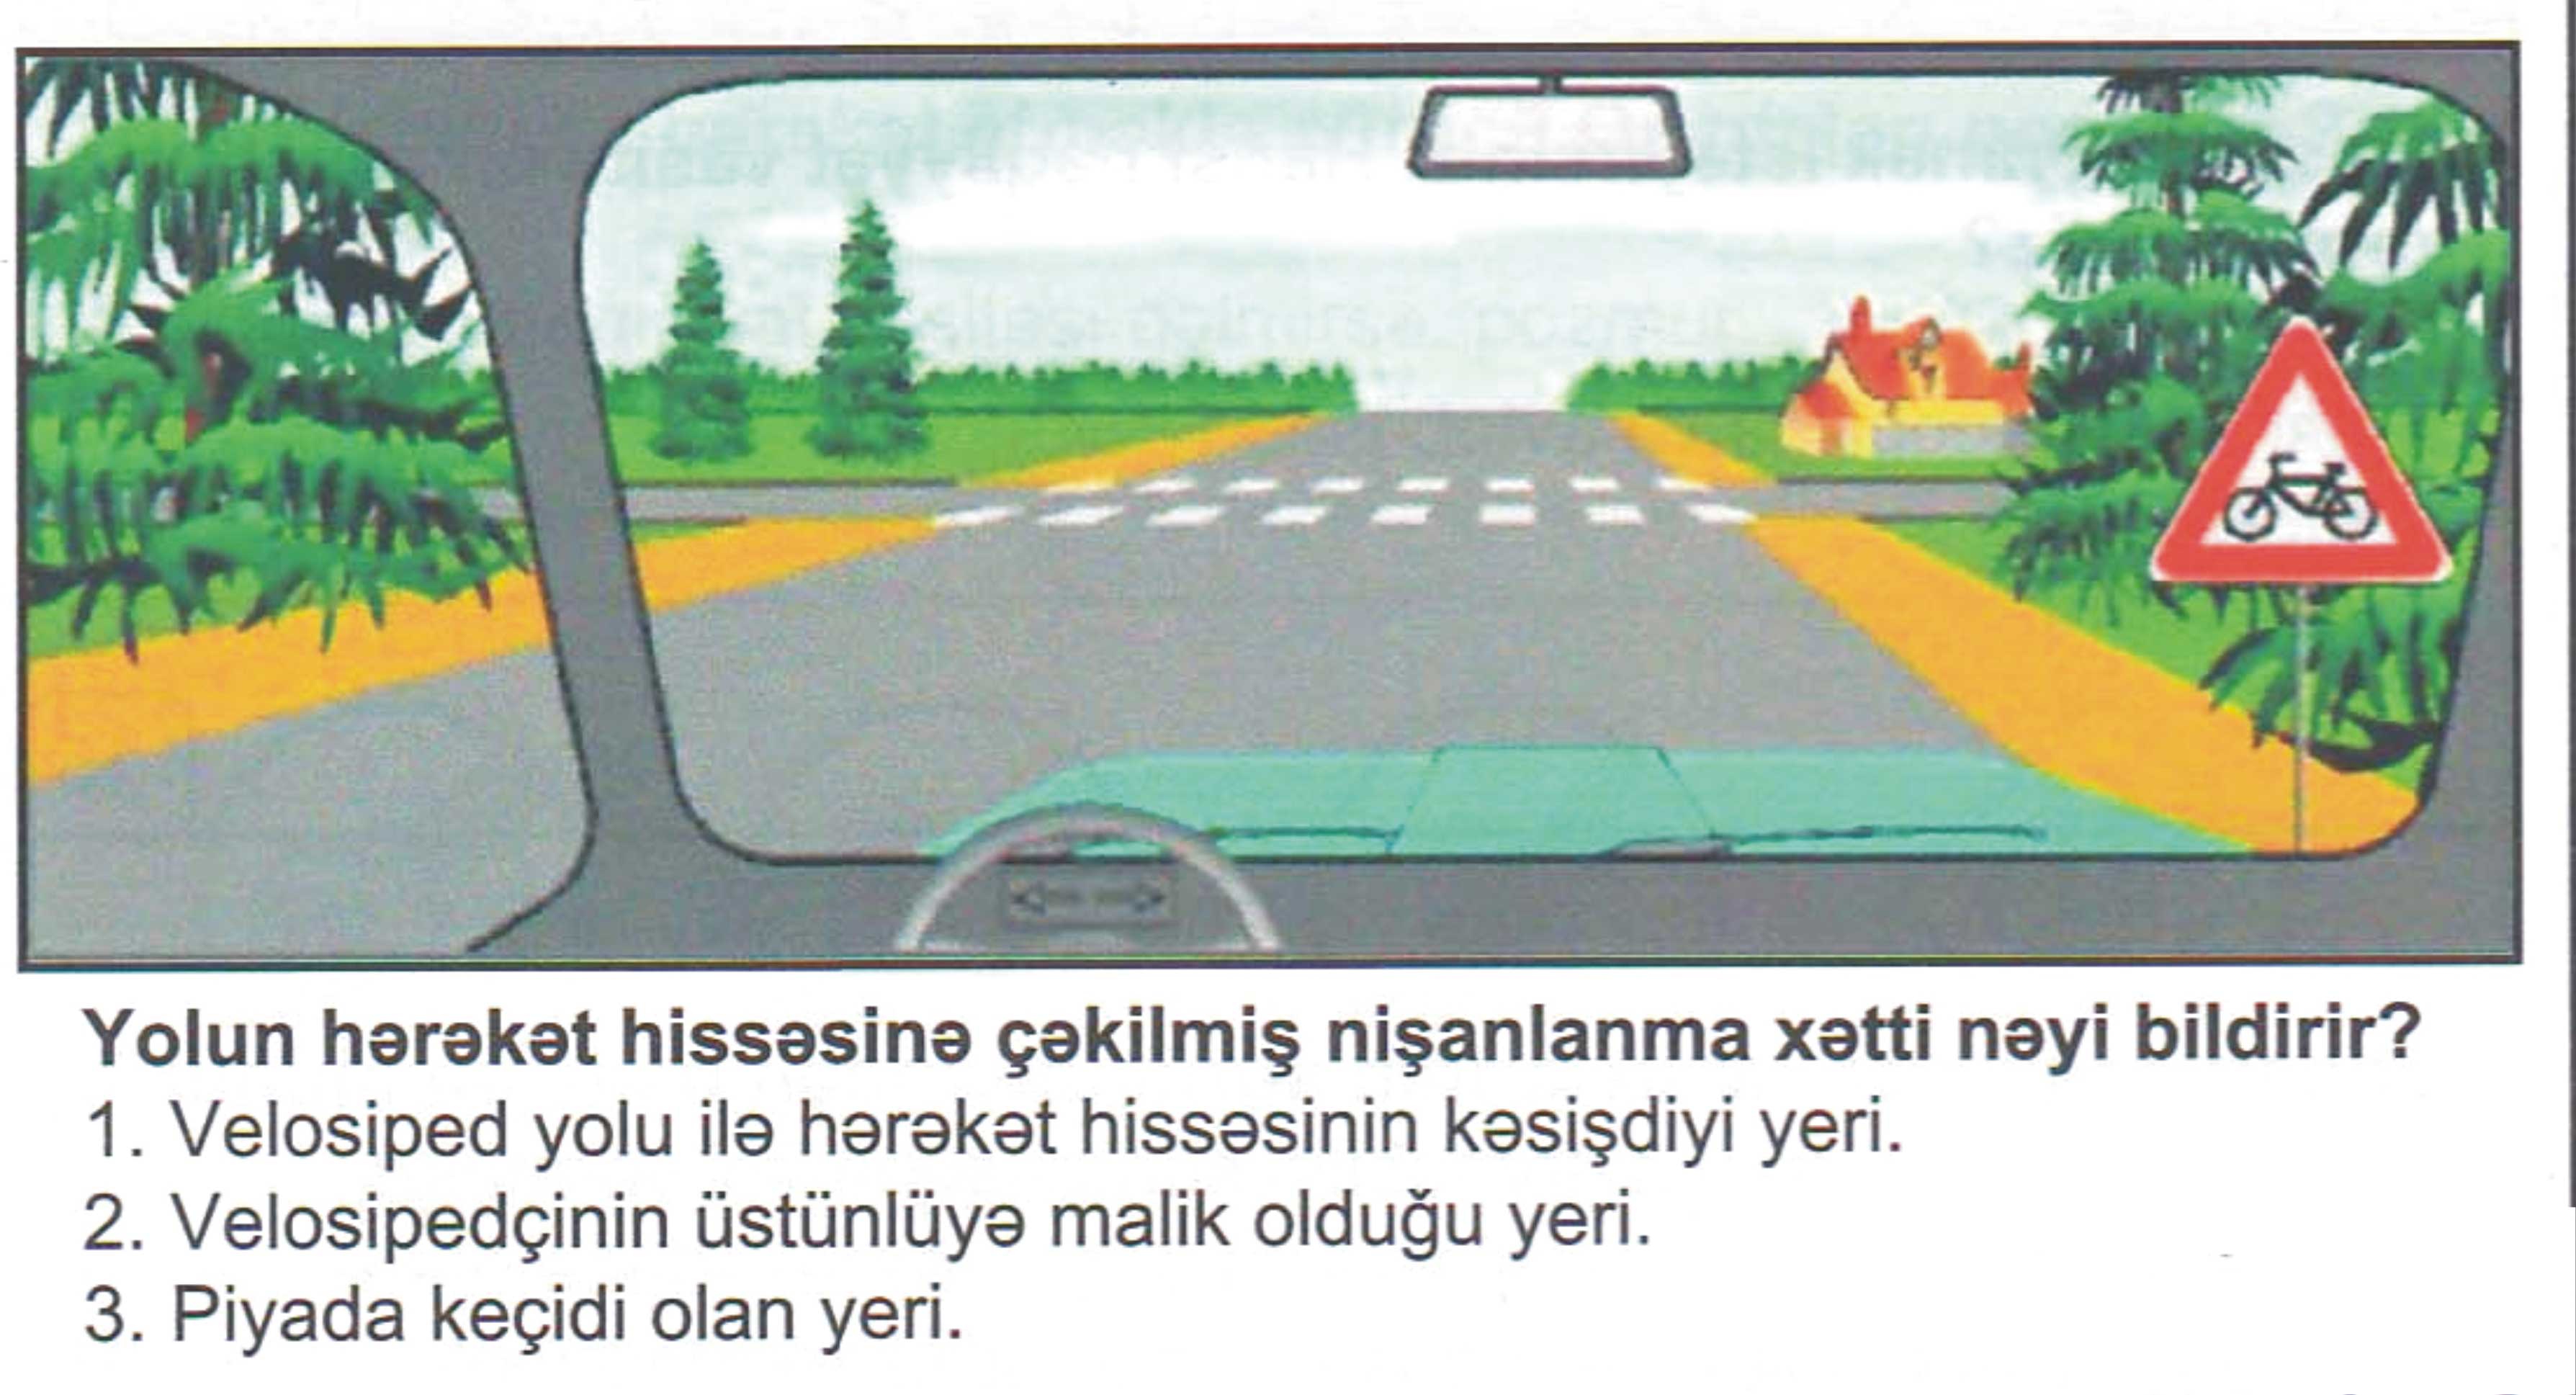 Yolun hərəkət hissəsinə çəkilmiş nişanlanma xətti nəyi bildirir?
1. Velosiped yolu ilə hərəkət hissəsinin kəsişdiyi yeri.
2. Velosipedçinin üstünlüyə malik olduğu yeri.
3. Piyada keçidi olan yeri.